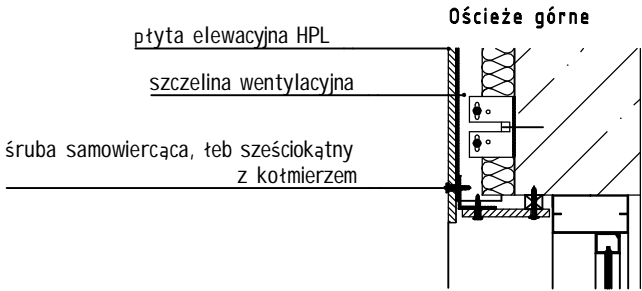 Ościeże górne
płyta elewacyjna HPL
szczelina wentylacyjna
śruba samowiercąca, łeb sześciokątny
z kołmierzem